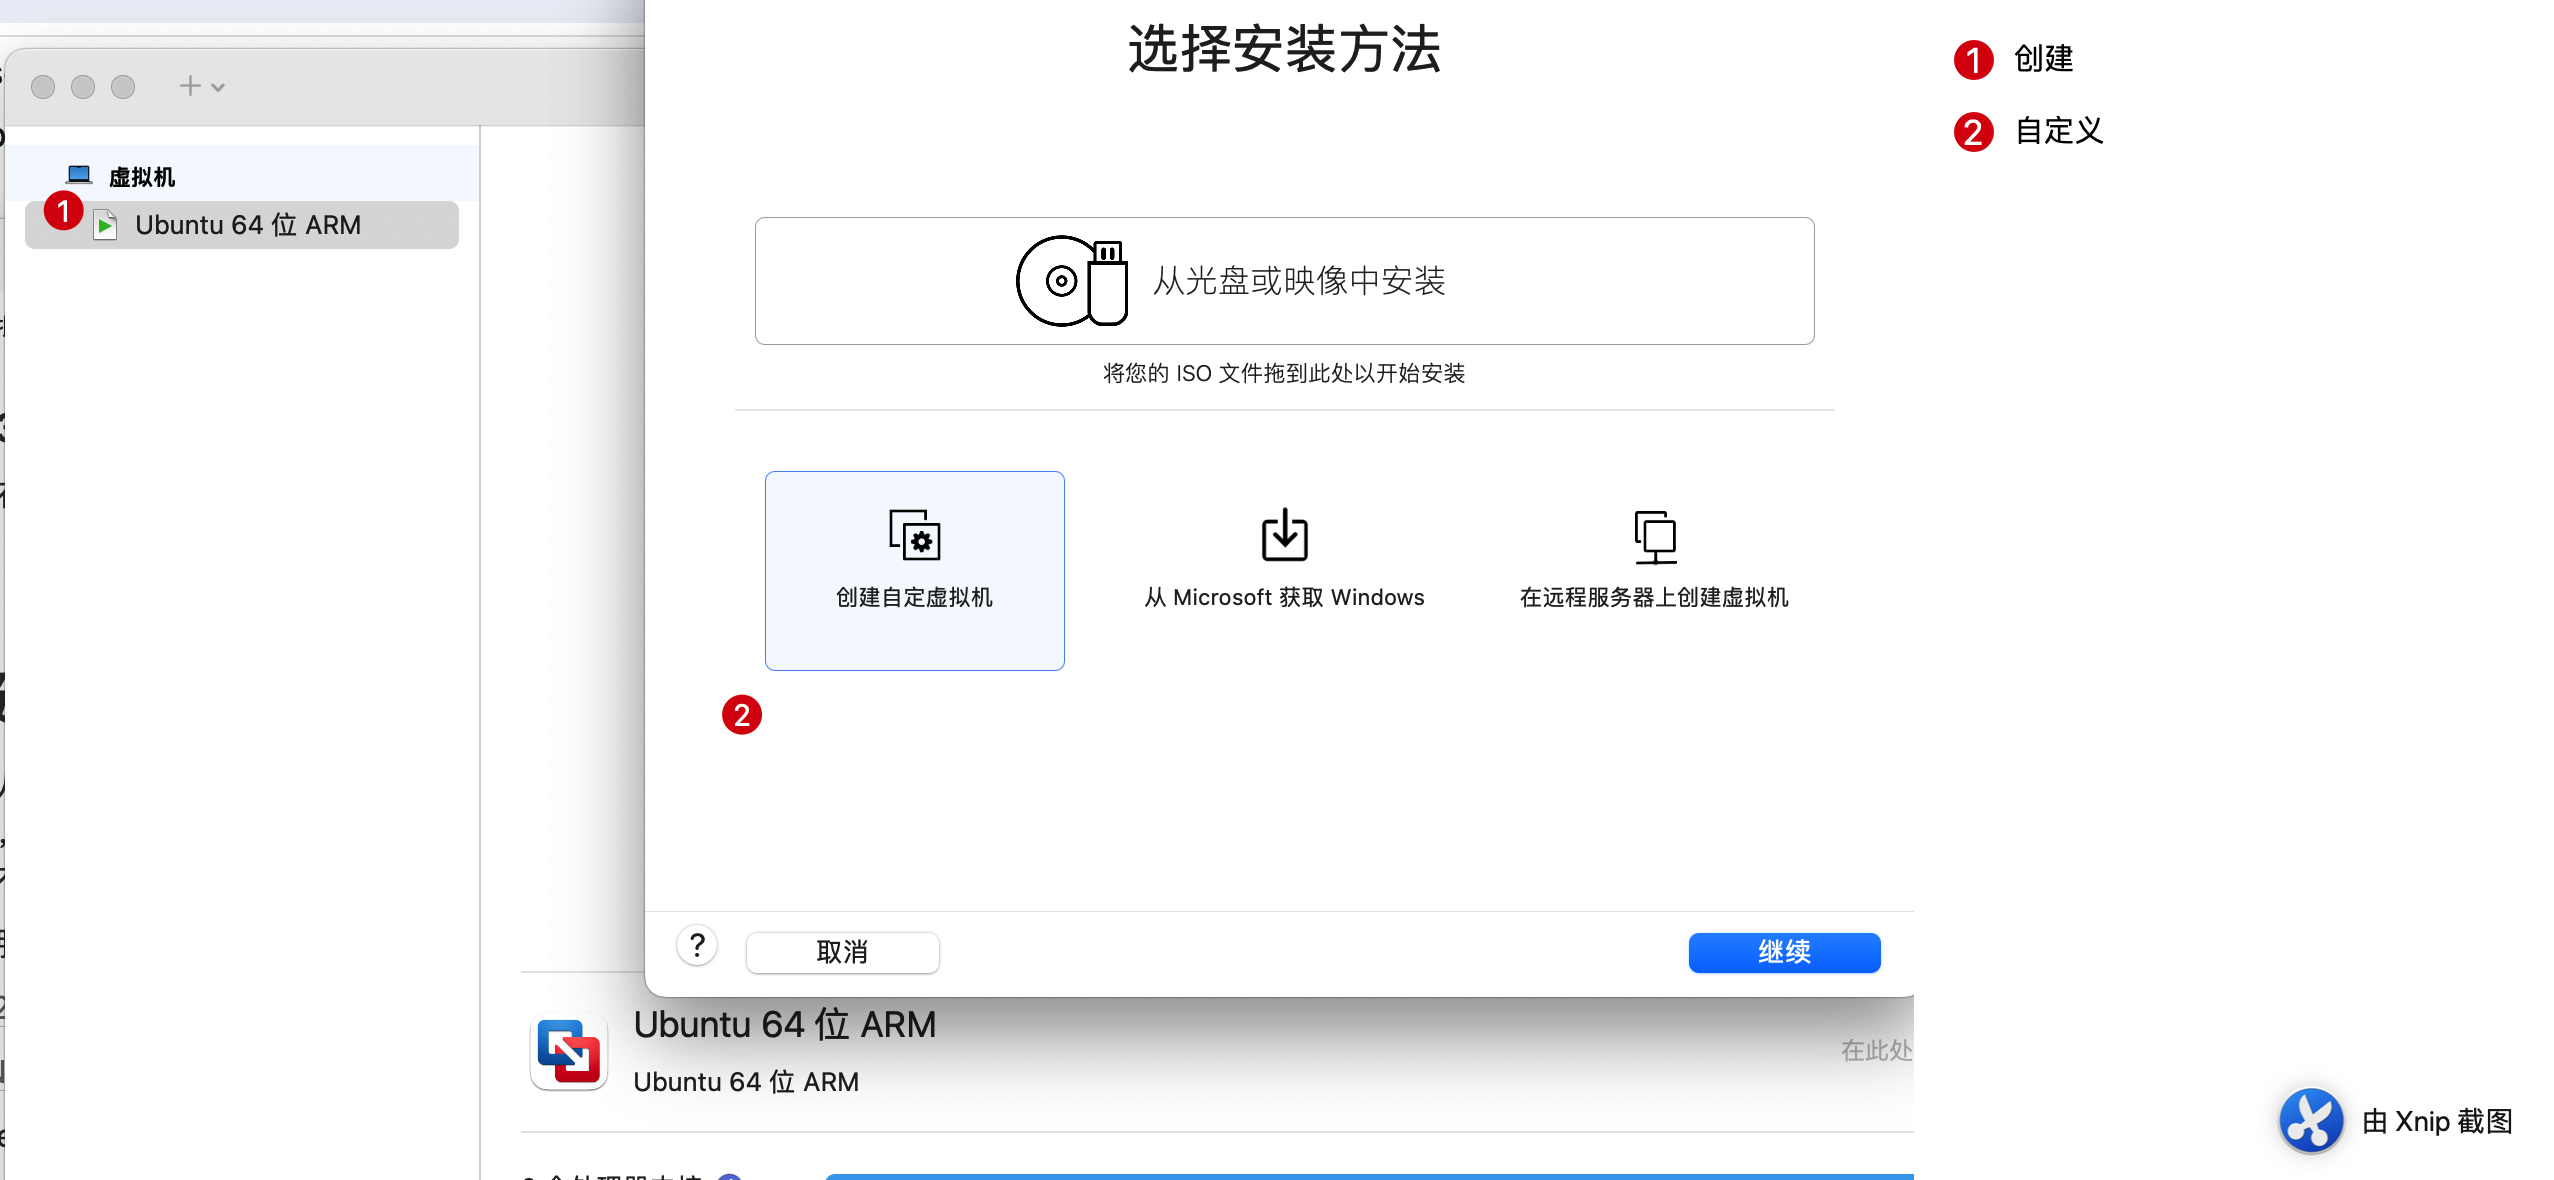 选择安装方法
1 创建
2 自定义
虚拟机
1
Ubuntu 64 位 ARM
从光盘或映像中安装
将您的 ISO 文件拖到此处以开始安装
创建自定虚拟机
从 Microsoft 获取 Windows
在远程服务器上创建虚拟机
2
?
取消
继续
Ubuntu 64 位 ARM
在此处
Ubuntu 64 位 ARM
由 Xnip 截图